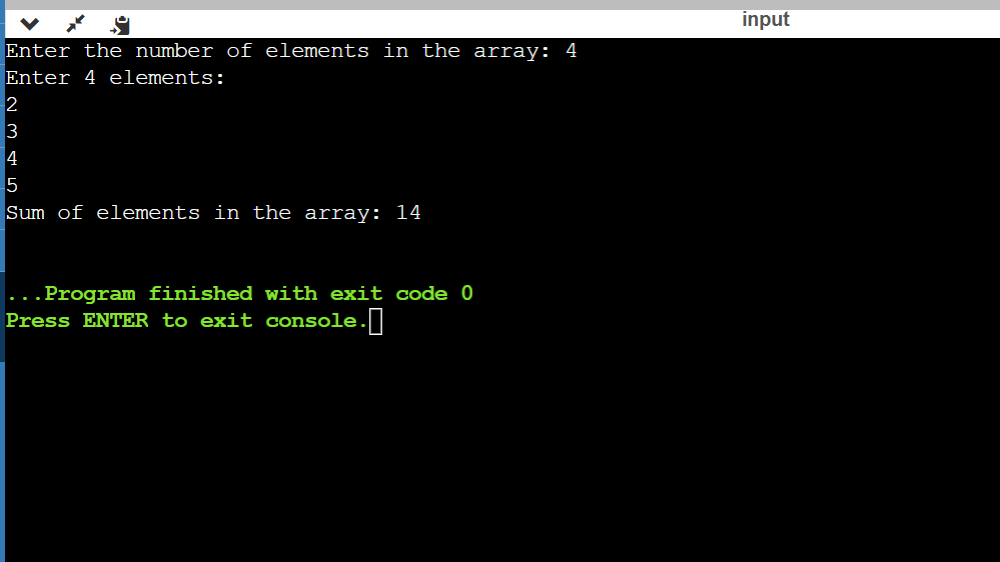 input
Enter the number of elements in the array: 4
Enter 4 elements:
2
3
4
5
Sum of elements in the array: 14
...Program finished with exit code 0
Press ENTER to exit console.